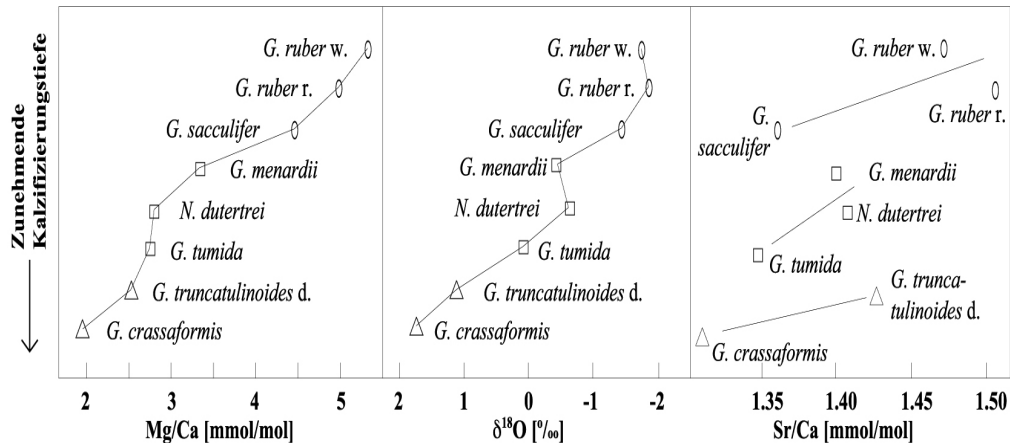 Zunehmende
Kalzifizierungstiefe
G. ruber w.
G. ruber r.
G. sacculifer
G. menardii
N. dutertrei
G. tumida
G. truncatulinoides d.
G. crassaformis
2 3 4 5
Mg/Ca [mmol/mol]
G. ruber w.
G. ruber r.
G. sacculifer
G. menardii
N. dutertrei
G. tumida
G. truncatulinoides d.
G. crassaformis
2 1 0 -1 -2
δ18O [‰]
G. ruber w.
G. ruber r.
G.
sacculifer
G. menardii
N. dutertrei
G. tumida
G. trunca-
tulinoides d.
G. crassaformis
1.35 1.40 1.45 1.50
Sr/Ca [mmol/mol]